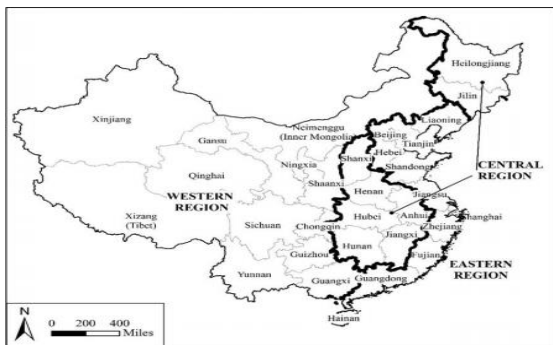 Heilongjiang
Jilin
Liaoning
Xinjiang
Gansu
Neimenggu
(Inner Mongolia)
Beijing
Tianjin
Hebei
Ningxia
Shanxi
Shandong
CENTRAL
REGION
Qinghai
WESTERN
REGION
Shaanxi
Henan
Jiangsu
Xizang
(Tibet)
Sichuan
Chongqin
Hubei
Anhui
Shanghai
Zhejiang
Hunan
Jiangxi
Guizhou
Fujian
EASTERN
REGION
Yunnan
Guangxi
Guangdong
Hainan
N
0 200 400
Miles